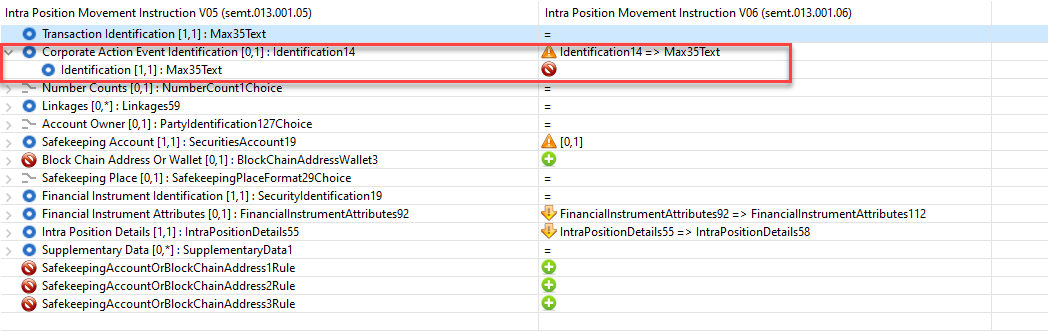 Intra Position Movement Instruction V05 (semt.013.001.05) Intra Position Movement Instruction V06 (semt.013.001.06)
Transaction Identification [1,1] : Max35Text =
Corporate Action Event Identification [0,1] : Identification14 Identification14 => Max35Text
Identification [1,1] : Max35Text
Number Counts [0,1] : NumberCount1Choice =
Linkages [0,*] : Linkages59 =
Account Owner [0,1] : PartyIdentification127Choice =
Safekeeping Account [1,1] : SecuritiesAccount19 [0,1]
Block Chain Address Or Wallet [0,1] : BlockChainAddressWallet3
Safekeeping Place [0,1] : SafekeepingPlaceFormat29Choice =
Financial Instrument Identification [1,1] : SecurityIdentification19 =
Financial Instrument Attributes [0,1] : FinancialInstrumentAttributes92 FinancialInstrumentAttributes92 => FinancialInstrumentAttributes112
Intra Position Details [1,1] : IntraPositionDetails55 IntraPositionDetails55 => IntraPositionDetails58
Supplementary Data [0,*] : SupplementaryData1 =
SafekeepingAccountOrBlockChainAddress1Rule
SafekeepingAccountOrBlockChainAddress2Rule
SafekeepingAccountOrBlockChainAddress3Rule